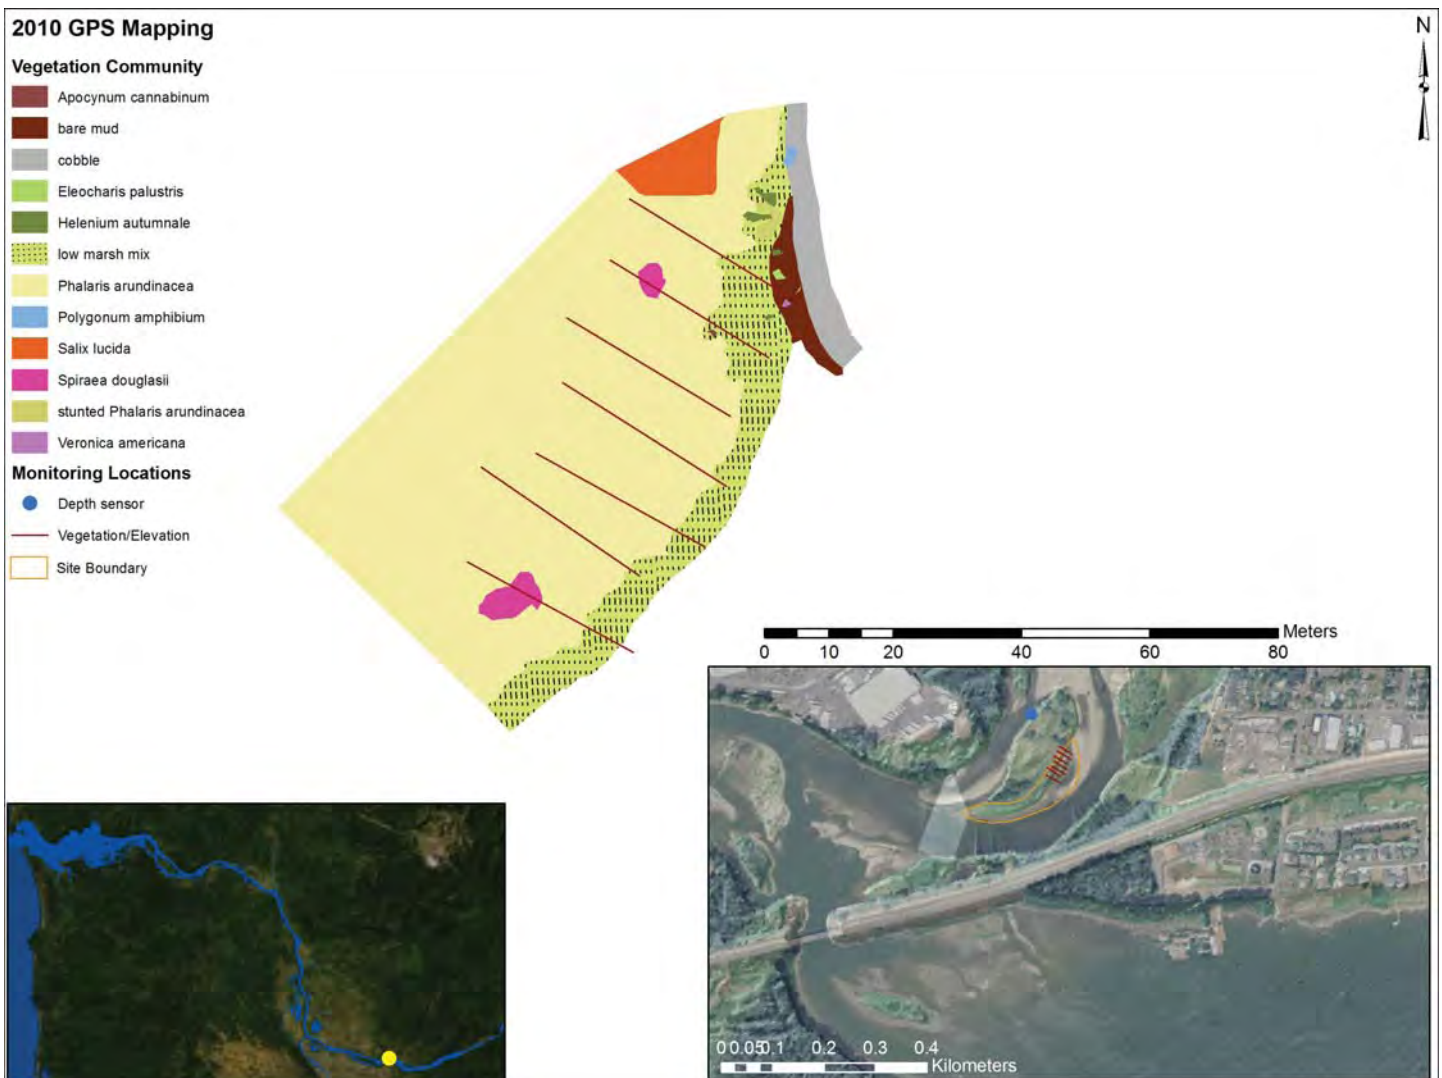 2010 GPS Mapping
N
Vegetation Community
Apocynum cannabinum
bare mud
cobble
Eleocharis palustris
Helenium autumnale
low marsh mix
Phalaris arundinacea
Polygonum amphibium
Salix lucida
Spiraea douglasii
stunted Phalaris arundinacea
Veronica americana
Monitoring Locations
Depth sensor
Vegetation/Elevation
Site Boundary
Meters
0 10 20 40 60 80
0 0.05 0.1 0.2 0.3 0.4
Kilometers